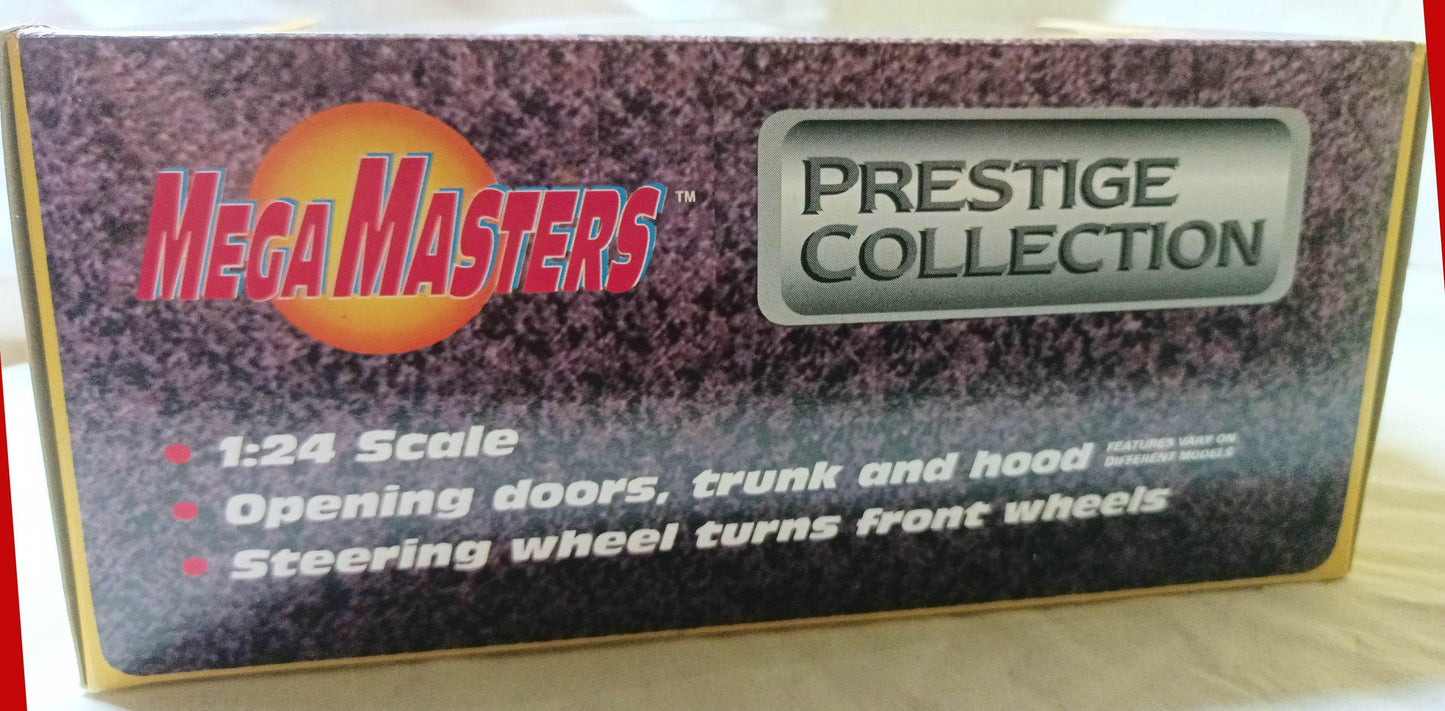 MEGA MASTERS™
PRESTIGE
COLLECTION
• 1:24 Scale
• Opening doors, trunk and hood FEATURES VARY ON
DIFFERENT MODELS
• Steering wheel turns front wheels